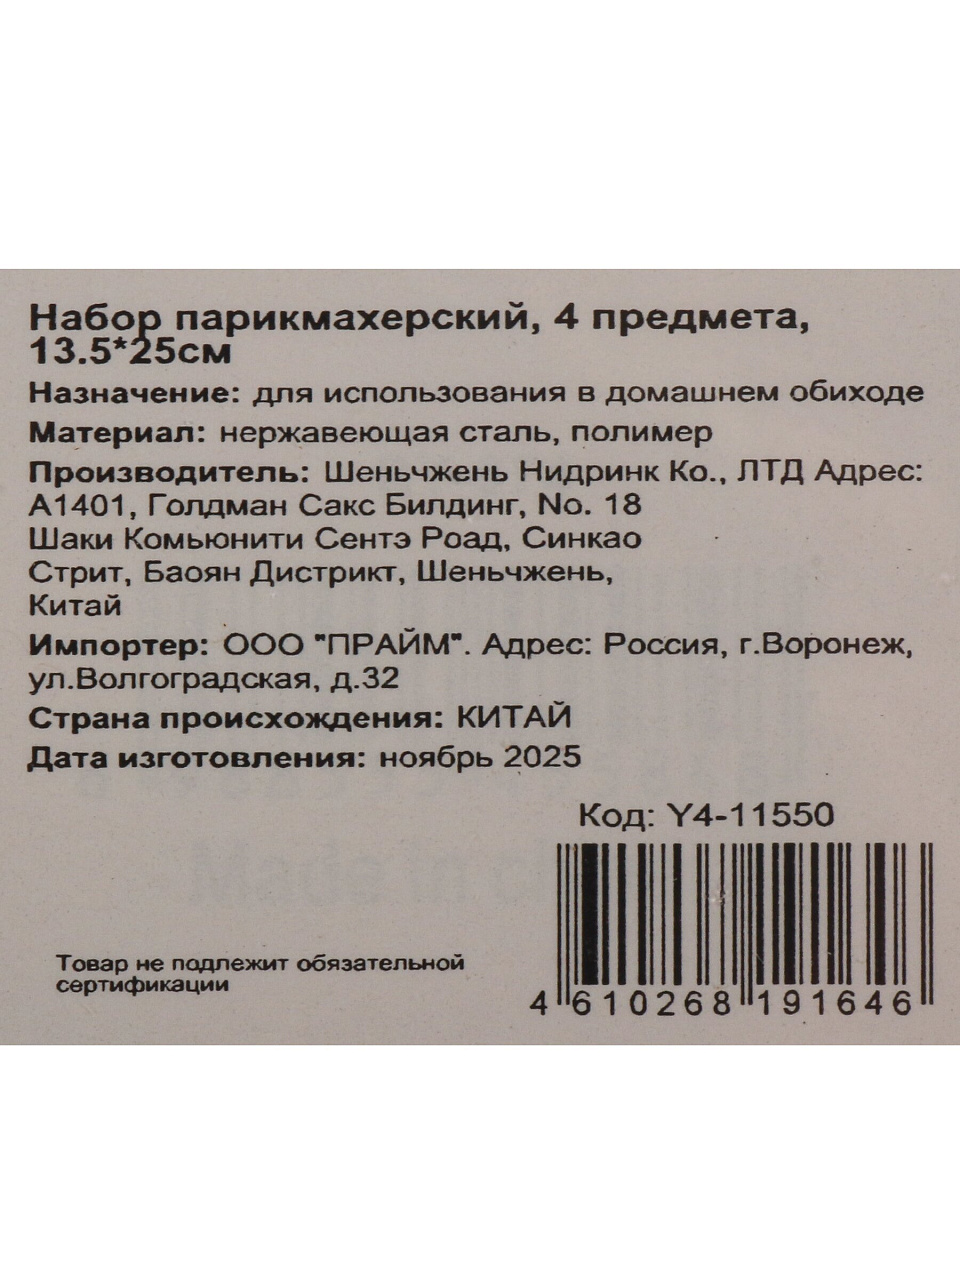 Набор парикмахерский, 4 предмета,
13.5*25см
Назначение: для использования в домашнем обиходе
Материал: нержавеющая сталь, полимер
Производитель: Шеньчжень Нидринк Ко., ЛТД Адрес:
А1401, Голдман Сакс Билдинг, No. 18
Шаки Комьюнити Сентэ Роад, Синкао
Стрит, Баоян Дистрикт, Шеньчжень,
Китай
Импортер: ООО "ПРАЙМ". Адрес: Россия, г.Воронеж,
ул.Волгоградская, д.32
Страна происхождения: КИТАЙ
Дата изготовления: ноябрь 2025
Код: Y4-11550
Товар не подлежит обязательной
сертификации
4 610268 191646